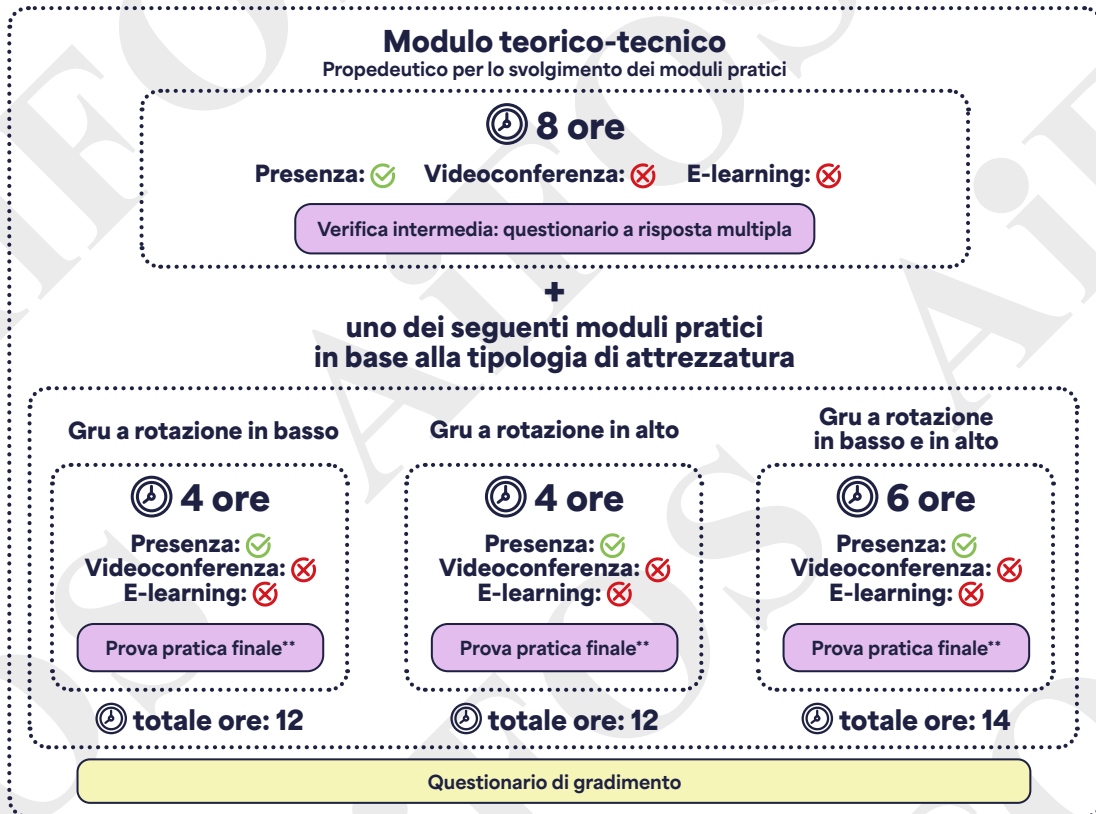 Modulo teorico-tecnico
Propedeutico per lo svolgimento dei moduli pratici
8 ore
Presenza: Videoconferenza: E-learning:
Verifica intermedia: questionario a risposta multipla
+
uno dei seguenti moduli pratici
in base alla tipologia di attrezzatura
Gru a rotazione in basso
4 ore
Presenza:
Videoconferenza:
E-learning:
Prova pratica finale**
totale ore: 12
Gru a rotazione in alto
4 ore
Presenza:
Videoconferenza:
E-learning:
Prova pratica finale**
totale ore: 12
Gru a rotazione
in basso e in alto
6 ore
Presenza:
Videoconferenza:
E-learning:
Prova pratica finale**
totale ore: 14
Questionario di gradimento
AiFOS